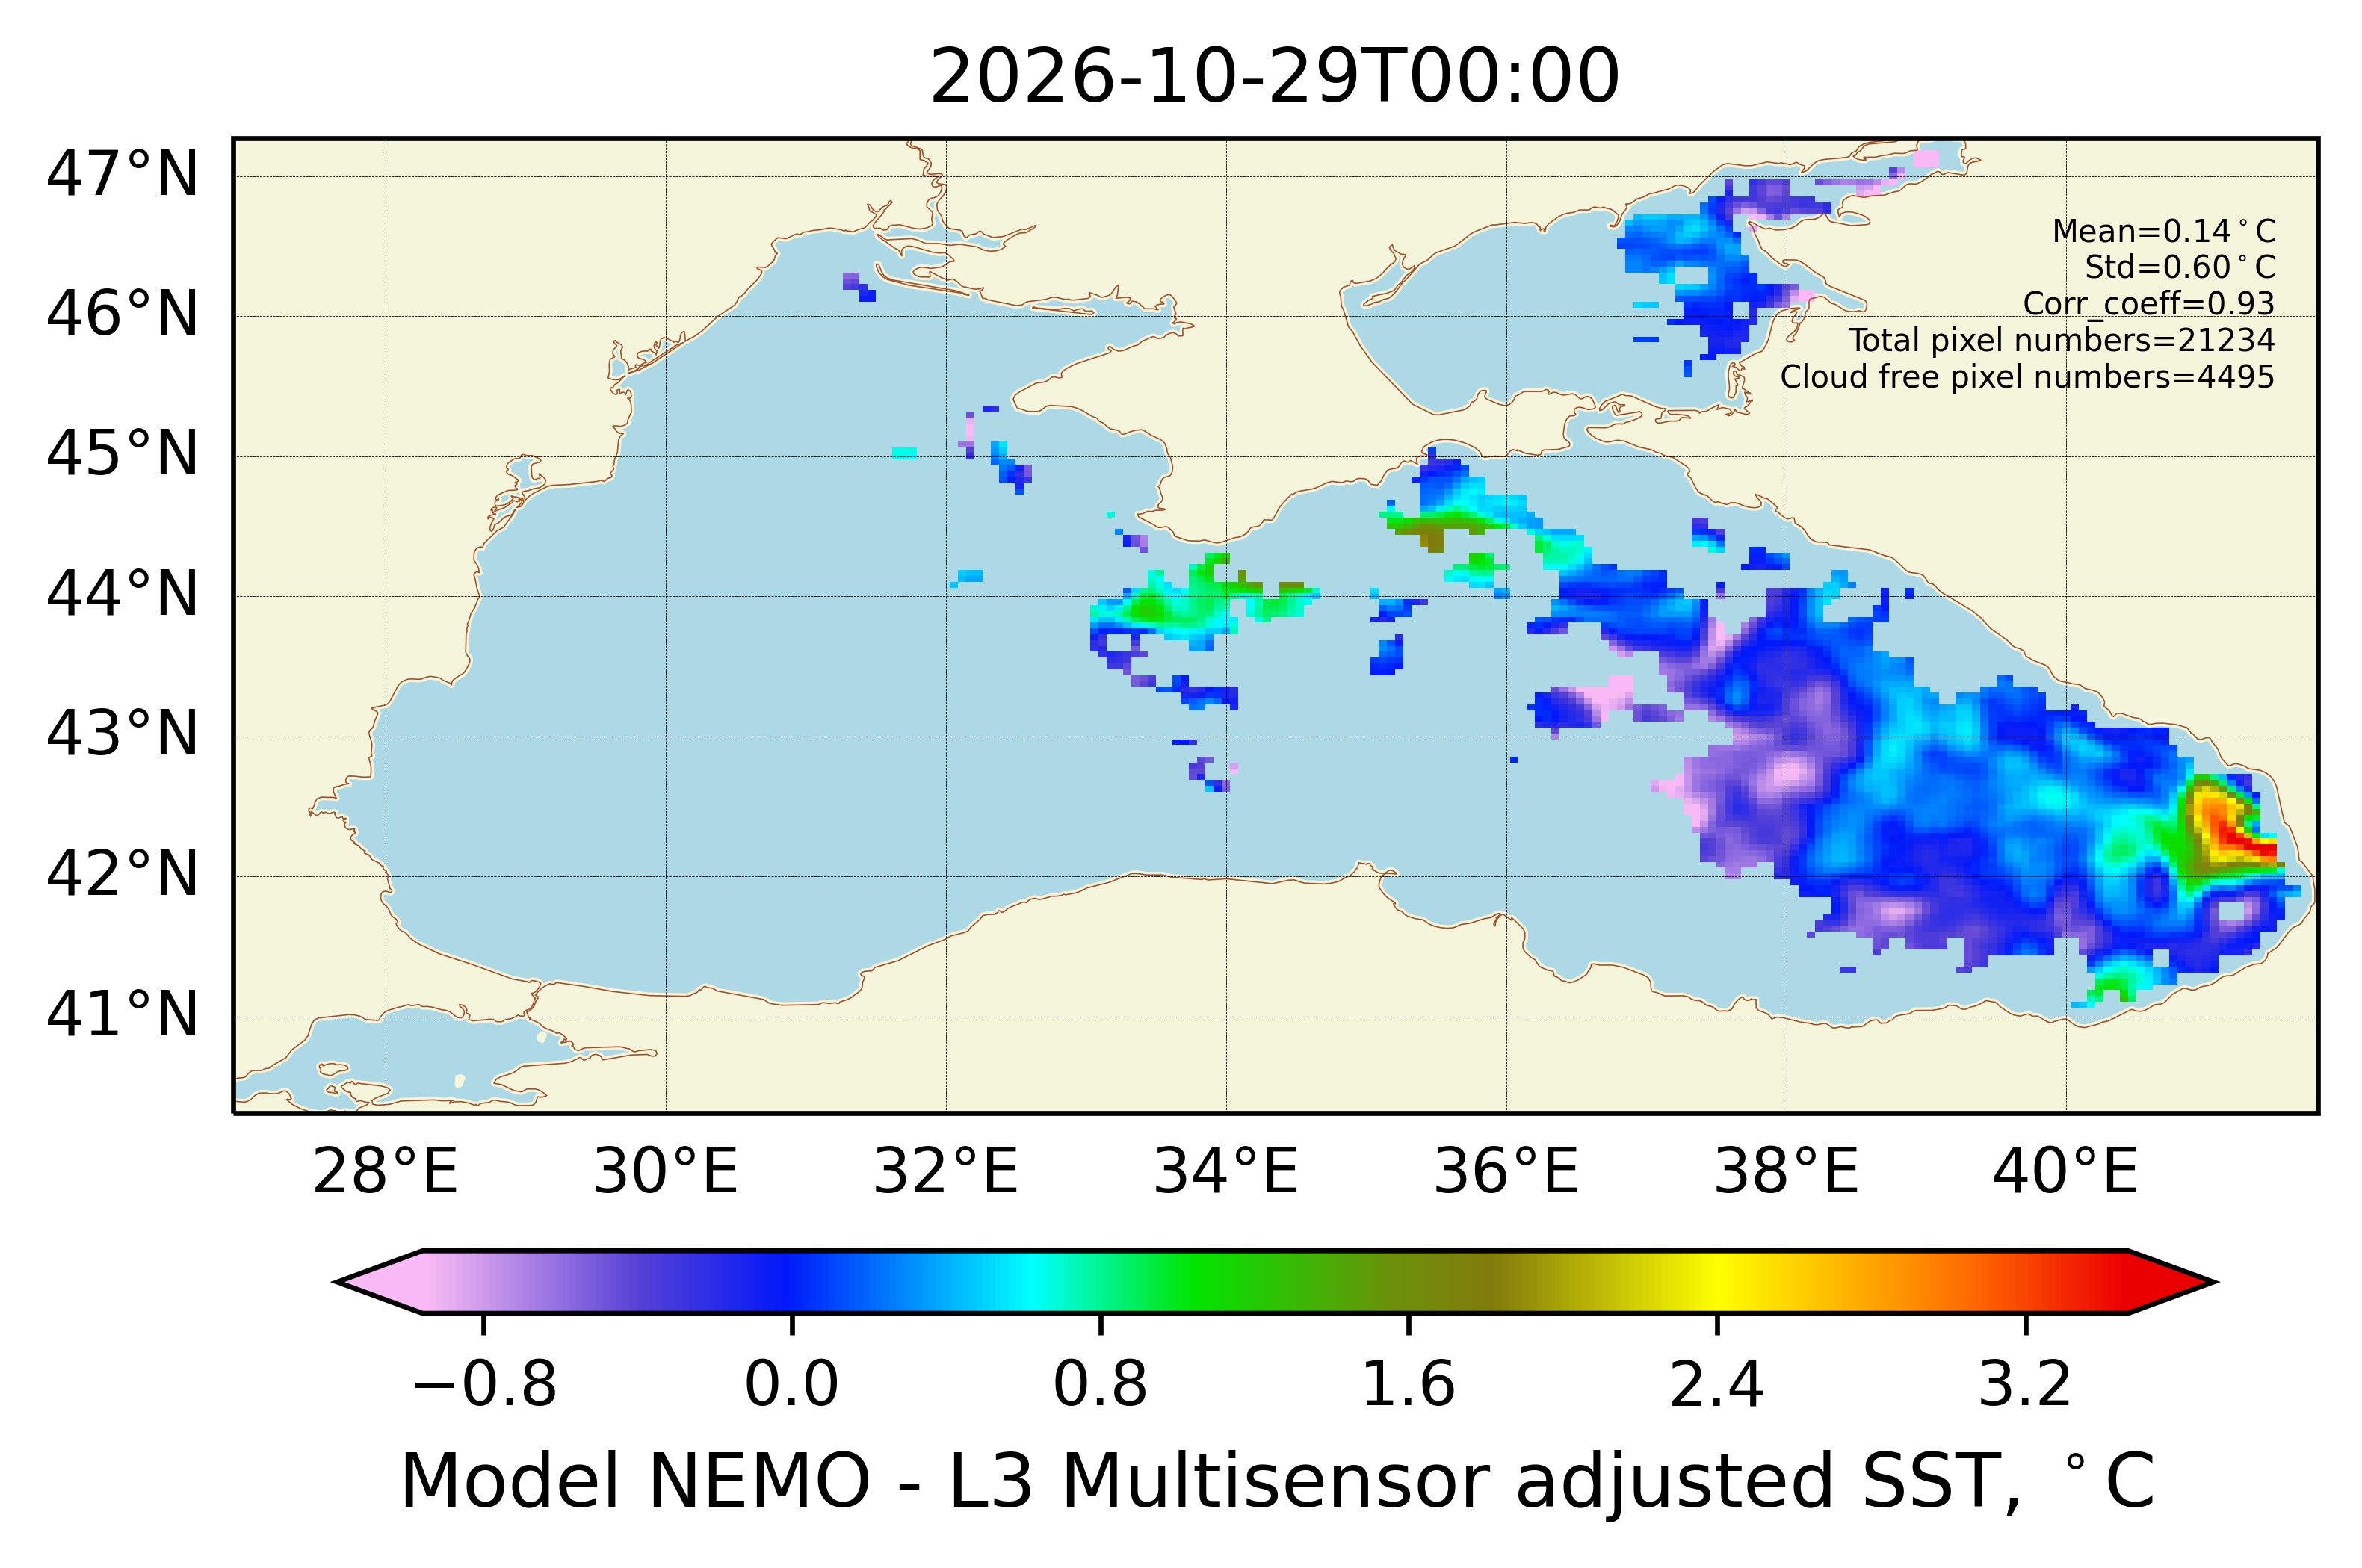 2026-10-29T00:00
47°N
46°N
45°N
44°N
43°N
42°N
41°N
Mean=0.14°C
Std=0.60°C
Corr_coeff=0.93
Total pixel numbers=21234
Cloud free pixel numbers=4495
28°E 30°E 32°E 34°E 36°E 38°E 40°E
−0.8 0.0 0.8 1.6 2.4 3.2
Model NEMO - L3 Multisensor adjusted SST, °C